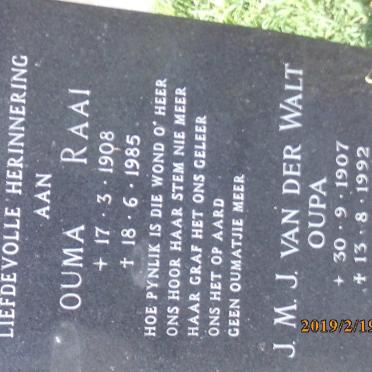 LIEFDEVOLLE HERINNERING
AAN
OUMA RAAI
+ 17 · 3 · 1908
+ 18 · 6 · 1985
HOE PYNLIK IS DIE WOND O' HEER
ONS HOOR HAAR STEM NIE MEER
HAAR GRAF HET ONS GELEER
ONS HET OP AARD
GEEN OUMATJIE MEER
J. M. J. VAN DER WALT
OUPA
+ 30 · 9 · 1907
+ 13 · 8 · 1992
2019/2/19